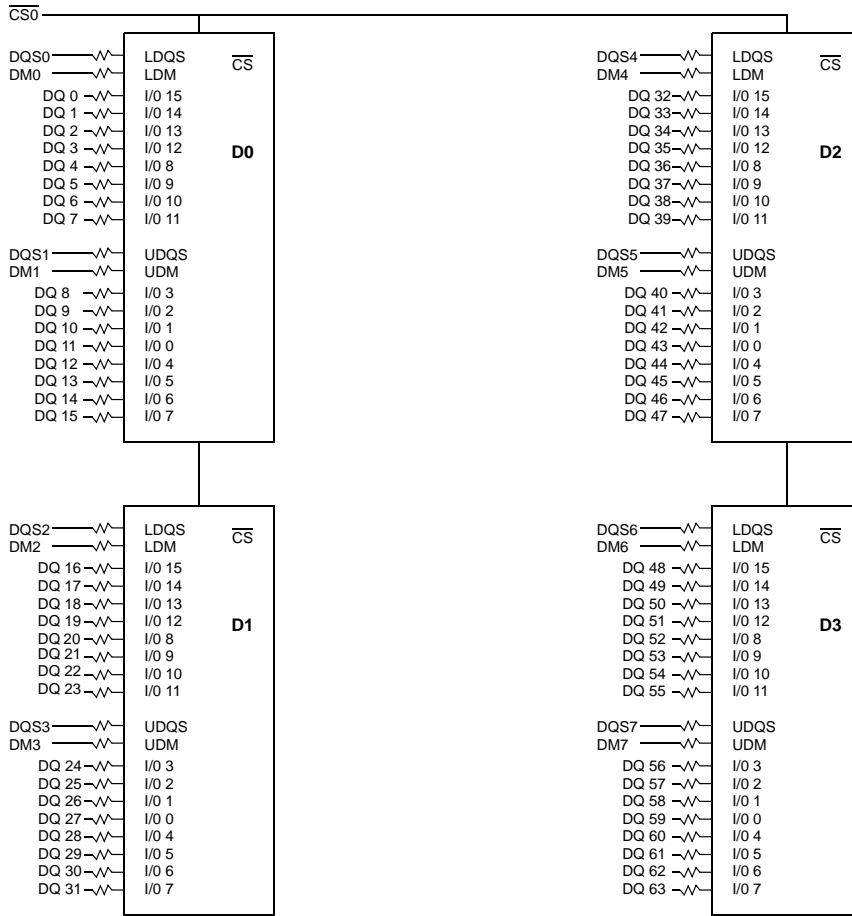 CS0
DQS0 LDQS CS
DM0 LDM
DQ 0 I/0 15
DQ 1 I/0 14
DQ 2 I/0 13
DQ 3 I/0 12 D0
DQ 4 I/0 8
DQ 5 I/0 9
DQ 6 I/0 10
DQ 7 I/0 11
DQS1 UDQS
DM1 UDM
DQ 8 I/0 3
DQ 9 I/0 2
DQ 10 I/0 1
DQ 11 I/0 0
DQ 12 I/0 4
DQ 13 I/0 5
DQ 14 I/0 6
DQ 15 I/0 7
DQS2 LDQS CS
DM2 LDM
DQ 16 I/0 15
DQ 17 I/0 14
DQ 18 I/0 13
DQ 19 I/0 12 D1
DQ 20 I/0 8
DQ 21 I/0 9
DQ 22 I/0 10
DQ 23 I/0 11
DQS3 UDQS
DM3 UDM
DQ 24 I/0 3
DQ 25 I/0 2
DQ 26 I/0 1
DQ 27 I/0 0
DQ 28 I/0 4
DQ 29 I/0 5
DQ 30 I/0 6
DQ 31 I/0 7
DQS4 LDQS CS
DM4 LDM
DQ 32 I/0 15
DQ 33 I/0 14
DQ 34 I/0 13
DQ 35 I/0 12 D2
DQ 36 I/0 8
DQ 37 I/0 9
DQ 38 I/0 10
DQ 39 I/0 11
DQS5 UDQS
DM5 UDM
DQ 40 I/0 3
DQ 41 I/0 2
DQ 42 I/0 1
DQ 43 I/0 0
DQ 44 I/0 4
DQ 45 I/0 5
DQ 46 I/0 6
DQ 47 I/0 7
DQS6 LDQS CS
DM6 LDM
DQ 48 I/0 15
DQ 49 I/0 14
DQ 50 I/0 13
DQ 51 I/0 12 D3
DQ 52 I/0 8
DQ 53 I/0 9
DQ 54 I/0 10
DQ 55 I/0 11
DQS7 UDQS
DM7 UDM
DQ 56 I/0 3
DQ 57 I/0 2
DQ 58 I/0 1
DQ 59 I/0 0
DQ 60 I/0 4
DQ 61 I/0 5
DQ 62 I/0 6
DQ 63 I/0 7